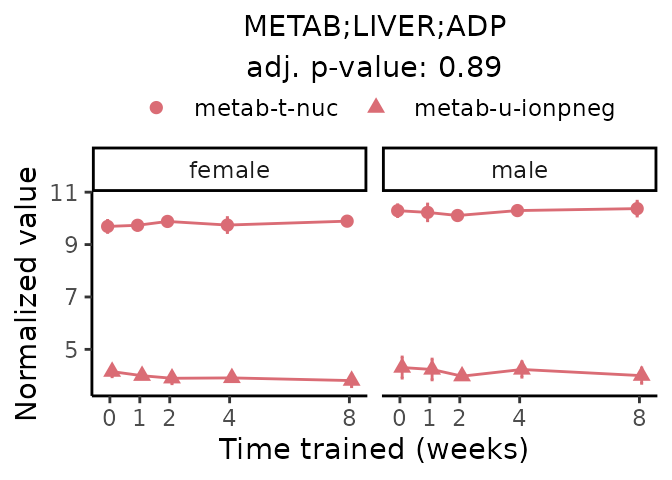 METAB;LIVER;ADP
adj. p-value: 0.89
metab-t-nuc metab-u-ionpneg
female male
Normalized value
11
9
7
5
0 1 2 4 8 0 1 2 4 8
Time trained (weeks)